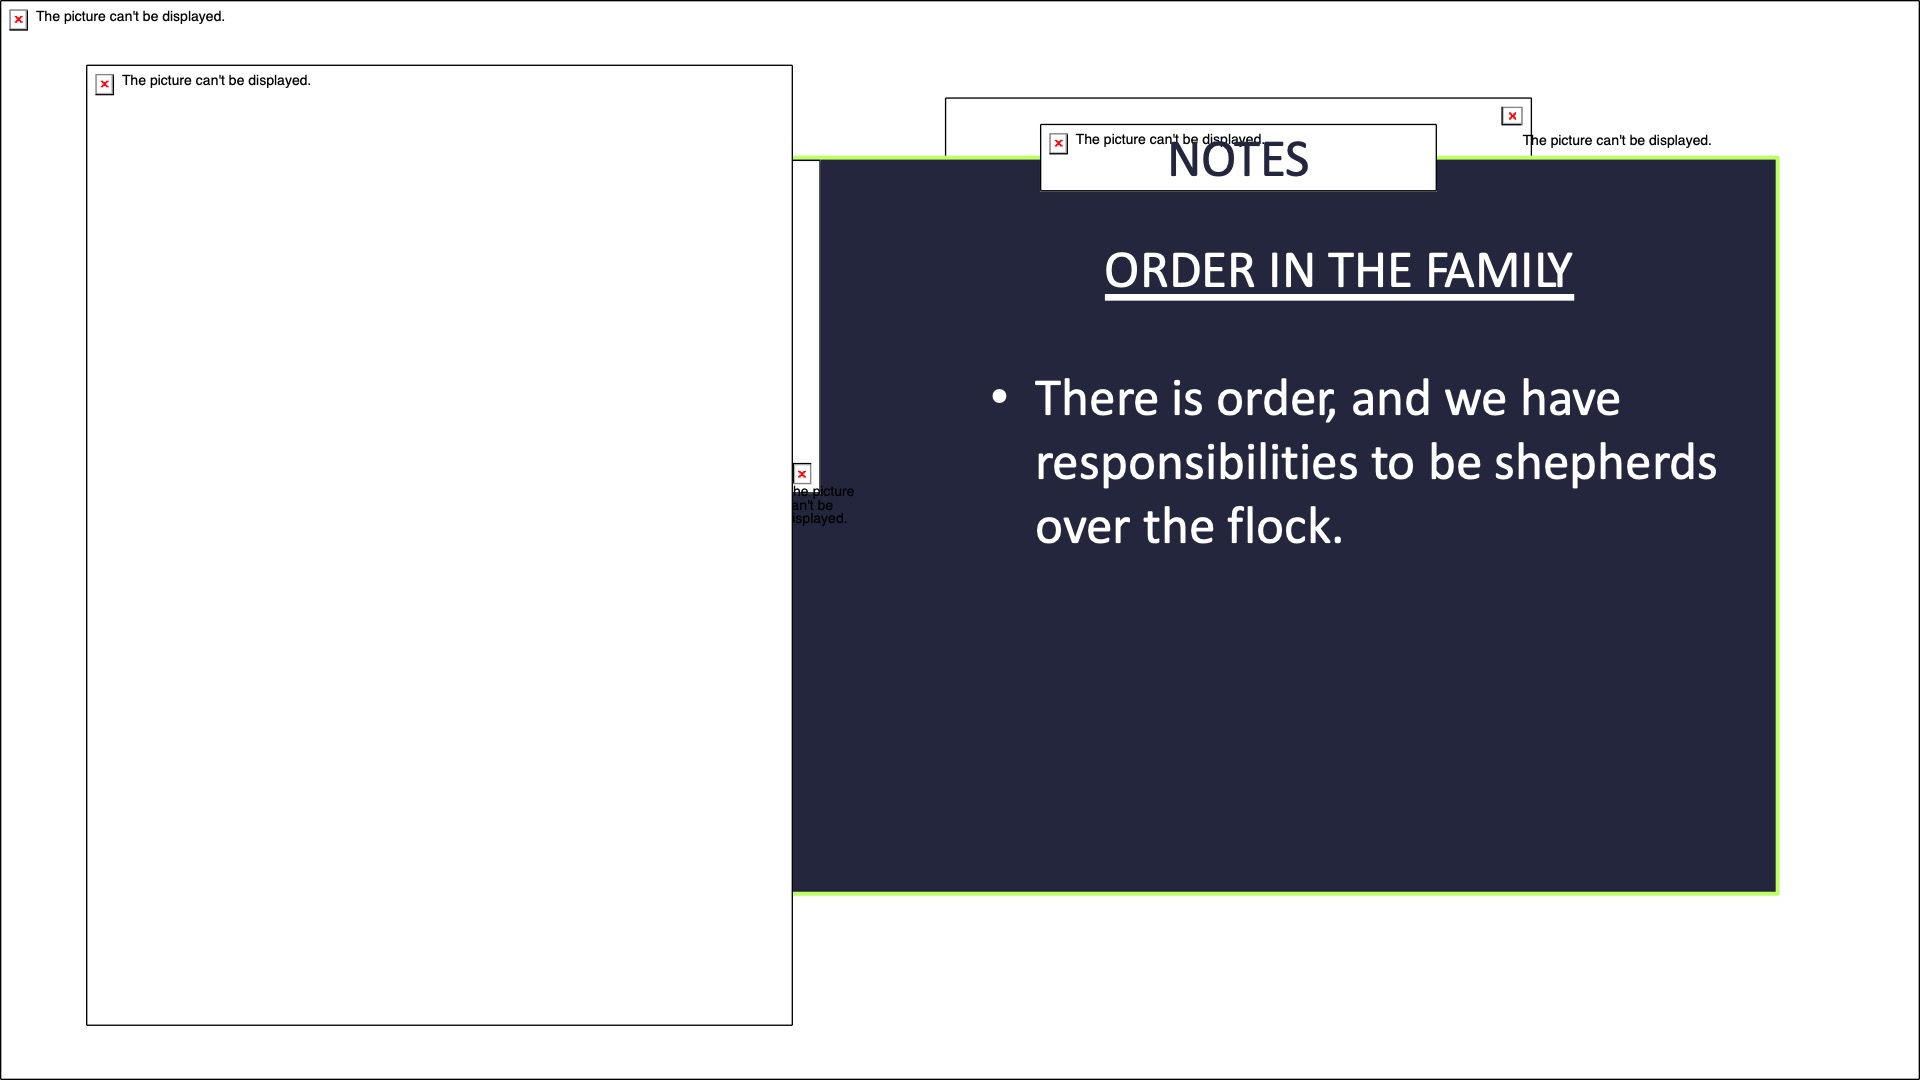 The picture can't be displayed.
The picture can't be displayed.
The picture can't be displayed.
The picture can't be displayed.
NOTES
ORDER IN THE FAMILY
• There is order, and we have
responsibilities to be shepherds
over the flock.
he picture
an't be
isplayed.